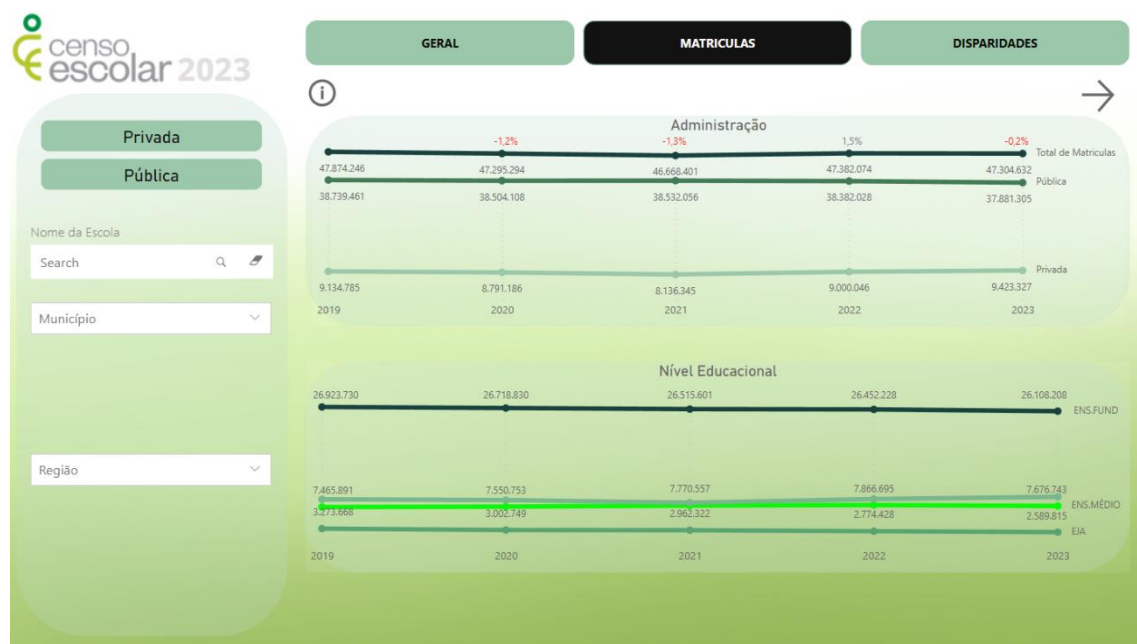 censo
escolar 2023
GERAL
MATRICULAS
DISPARIDADES
Privada
Pública
Nome da Escola
Search
Município
Região
Administração
-1,2%
-1,3%
1,5%
-0,2%
Total de Matriculas
47.874.246
47.295.294
46.668.401
47.382.074
47.304.632
Pública
38.739.461
38.504.108
38.532.056
38.382.028
37.881.305
Privada
9.134.785
8.791.186
8.136.345
9.000.046
9.423.327
2019
2020
2021
2022
2023
Nível Educacional
26.923.730
26.718.830
26.515.601
26.452.228
26.108.208
ENS.FUND
7.465.891
7.550.753
7.770.557
7.866.695
7.676.743
ENS.MÉDIO
3.273.668
3.002.749
2.962.322
2.774.428
2.589.815
EJA
2019
2020
2021
2022
2023